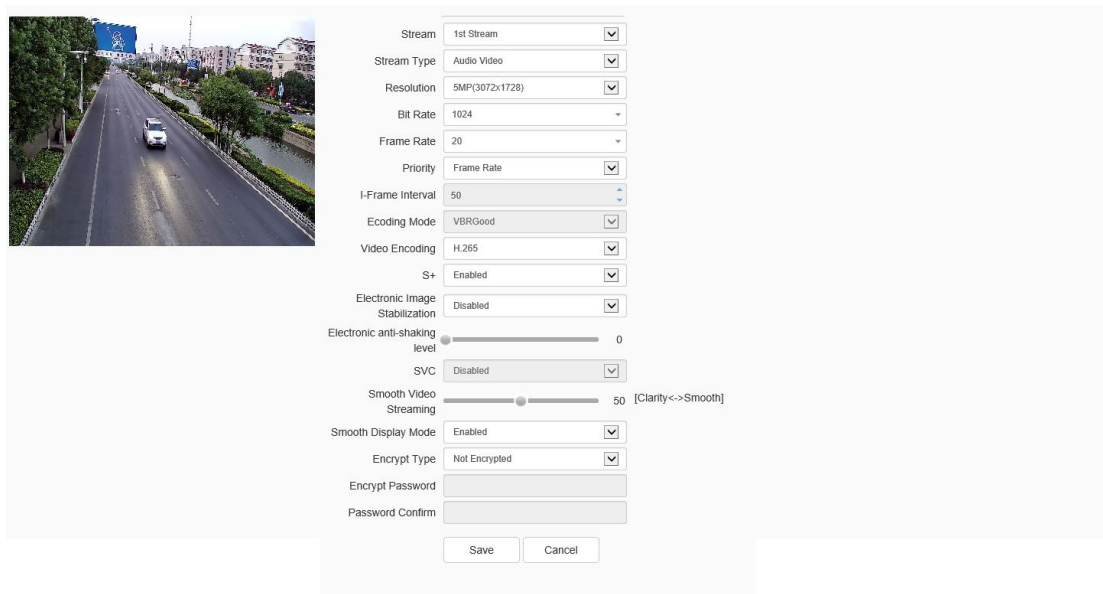 Stream 1st Stream
Stream Type Audio Video
Resolution 5MP(3072x1728)
Bit Rate 1024
Frame Rate 20
Priority Frame Rate
I-Frame Interval 50
Ecoding Mode VBRGood
Video Encoding H.265
S+ Enabled
Electronic Image
Stabilization Disabled
Electronic anti-shaking
level 0
SVC Disabled
Smooth Video
Streaming 50 [Clarity<->Smooth]
Smooth Display Mode Enabled
Encrypt Type Not Encrypted
Encrypt Password
Password Confirm
Save Cancel